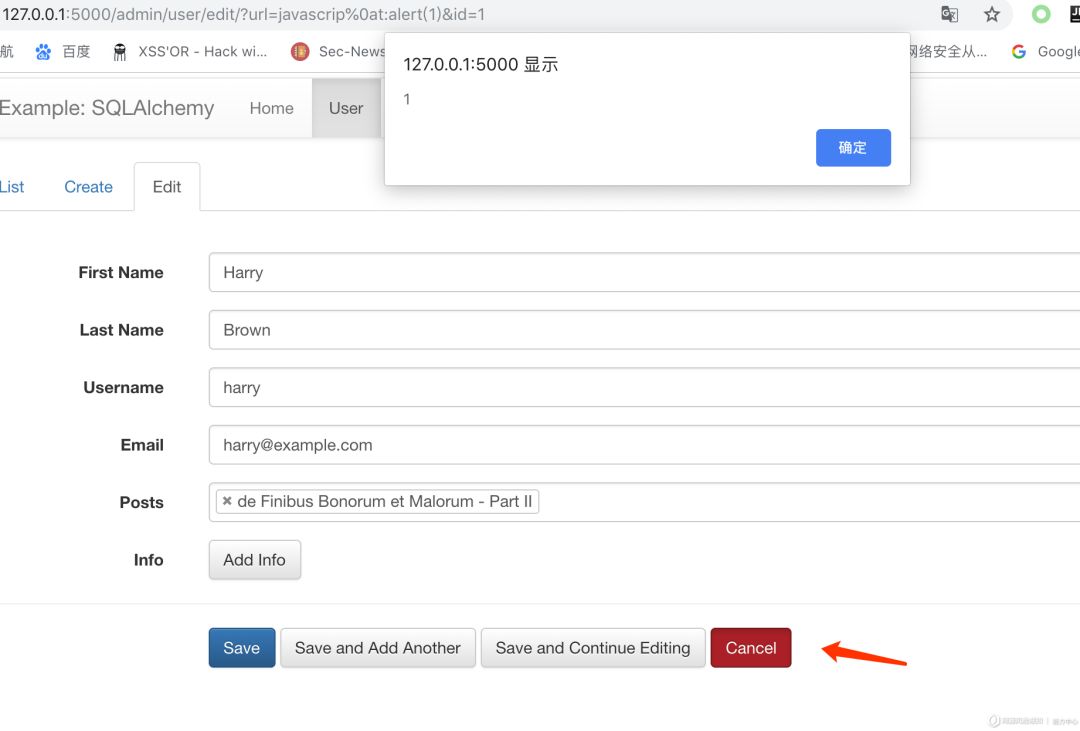 127.0.0.1:5000/admin/user/edit/?url=javascrip%0at:alert(1)&id=1
航 百度 XSS'OR - Hack wi... Sec-News 网络安全从... Google
127.0.0.1:5000 显示
1
确定
Example: SQLAlchemy Home User
List Create Edit
First Name Harry
Last Name Brown
Username harry
Email harry@example.com
Posts ✖ de Finibus Bonorum et Malorum - Part II
Info Add Info
Save Save and Add Another Save and Continue Editing Cancel